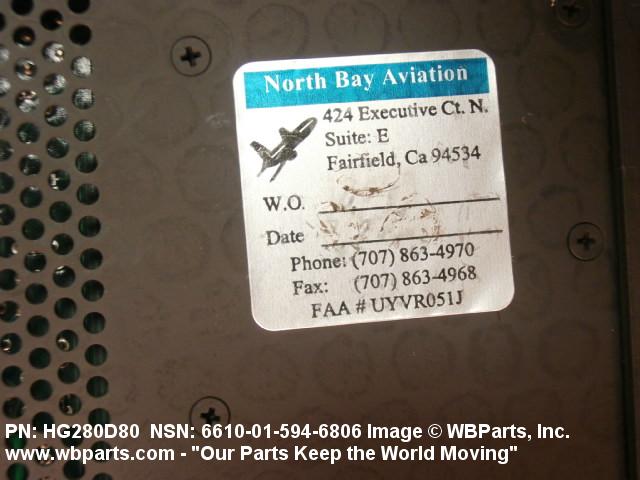 North Bay Aviation
424 Executive Ct. N.
Suite: E
Fairfield, Ca 94534
W.O.
Date
Phone: (707) 863-4970
Fax: (707) 863-4968
FAA # UYVR051J
PN: HG280D80 NSN: 6610-01-594-6806 Image © WBParts, Inc.
www.wbparts.com - "Our Parts Keep the World Moving"